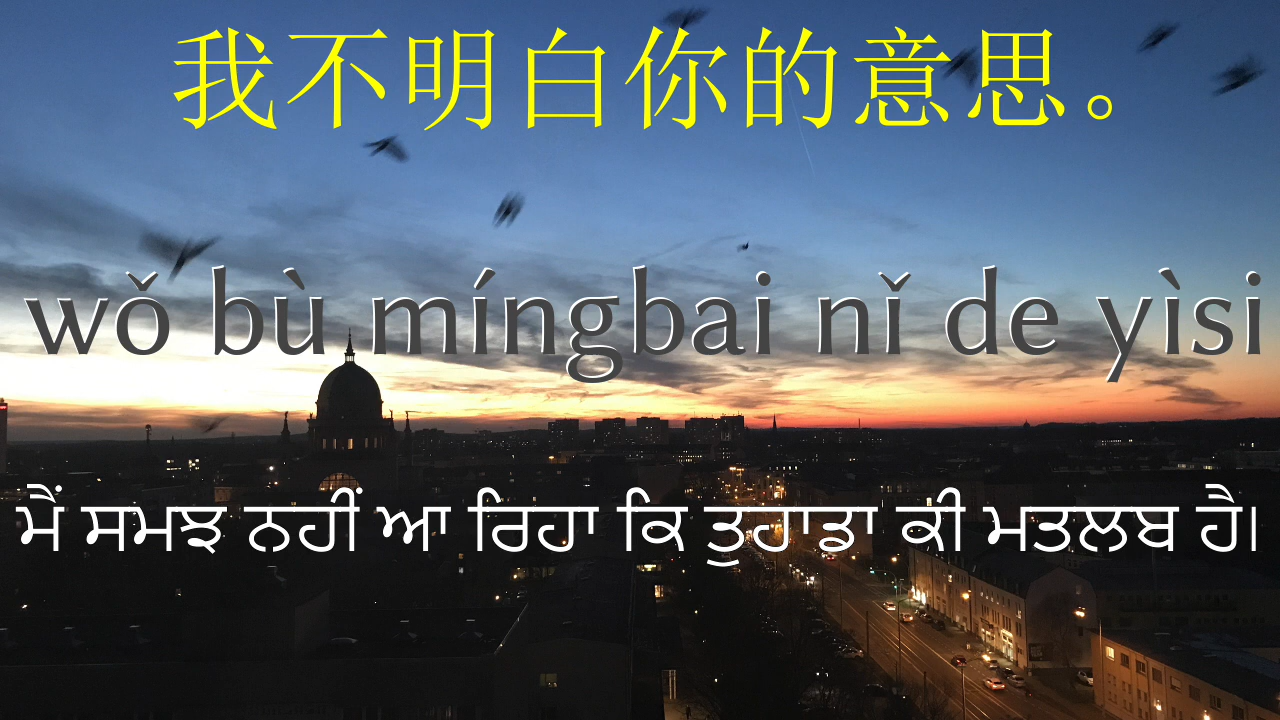 我不明白你的意思。
wǒ bù míngbai nǐ de yìsi
ਮੈਂ ਸਮਝ ਨਹੀਂ ਆ ਰਿਹਾ ਕਿ ਤੁਹਾਡਾ ਕੀ ਮਤਲਬ ਹੈ।